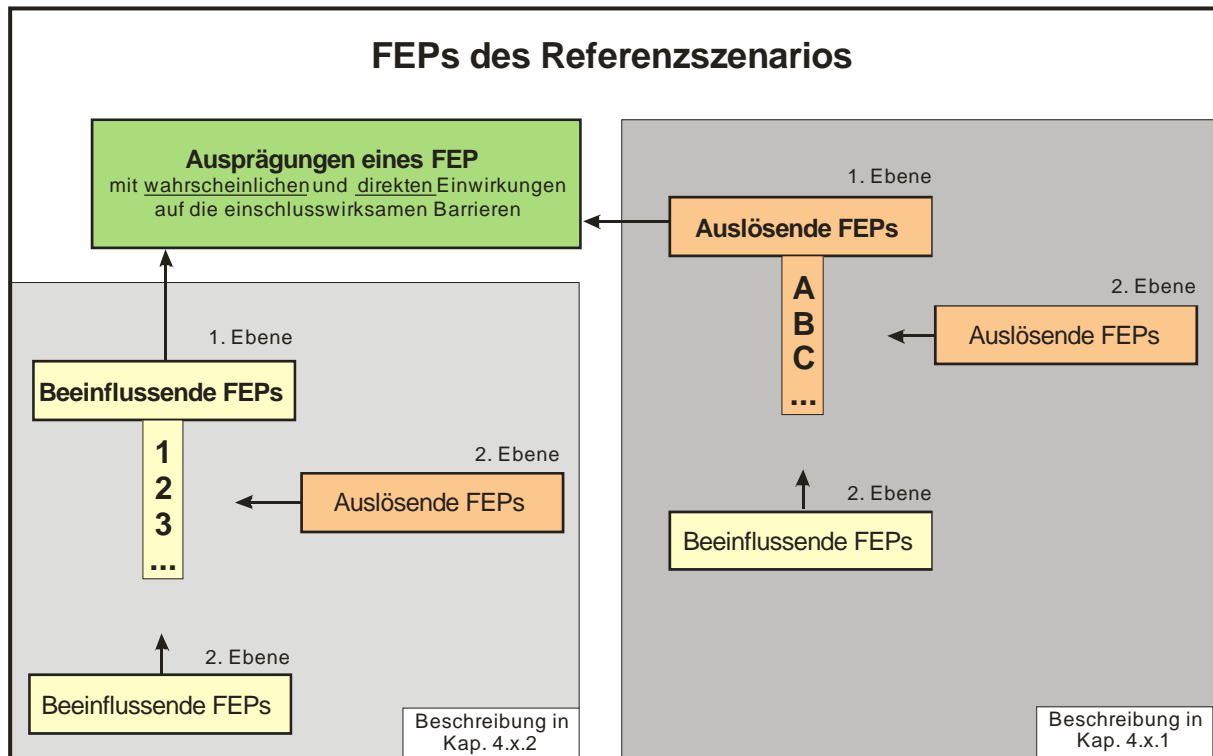 FEPs des Referenzszenarios
Ausprägungen eines FEP
mit wahrscheinlichen und direkten Einwirkungen
auf die einschlusswirksamen Barrieren
1. Ebene
Auslösende FEPs
A
B
C
...
2. Ebene
Auslösende FEPs
2. Ebene
Beeinflussende FEPs
Beschreibung in
Kap. 4.x.1
1. Ebene
Beeinflussende FEPs
1
2
3
...
2. Ebene
Auslösende FEPs
2. Ebene
Beeinflussende FEPs
Beschreibung in
Kap. 4.x.2